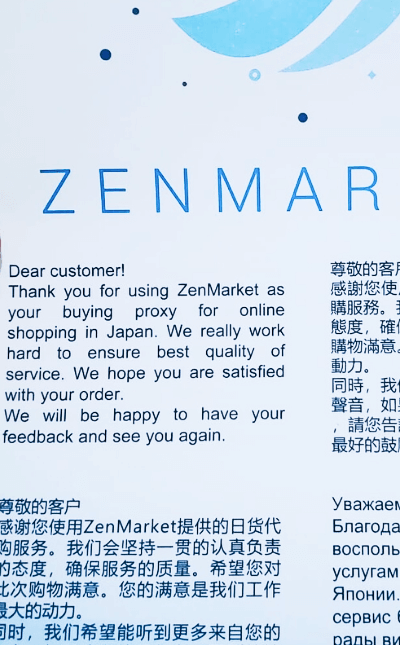 ZENMAR
Dear customer!
Thank you for using ZenMarket as
your buying proxy for online
shopping in Japan. We really work
hard to ensure best quality of
service. We hope you are satisfied
with your order.
We will be happy to have your
feedback and see you again.
尊敬的客戶
感謝您使
購服務。
態度，確
購物滿意。
動力。
同時，我
聲音，如
，請您告
最好的鼓
尊敬的客户
感谢您使用ZenMarket提供的日货代
购服务。我们会坚持一贯的认真负责
的态度，确保服务的质量。希望您对
此次购物满意。您的满意是我们工作
最大的动力。
同时，我们希望能听到更多来自您的
Уважаем
Благода
восполь
услугам
Японии.
сервис
рады ви